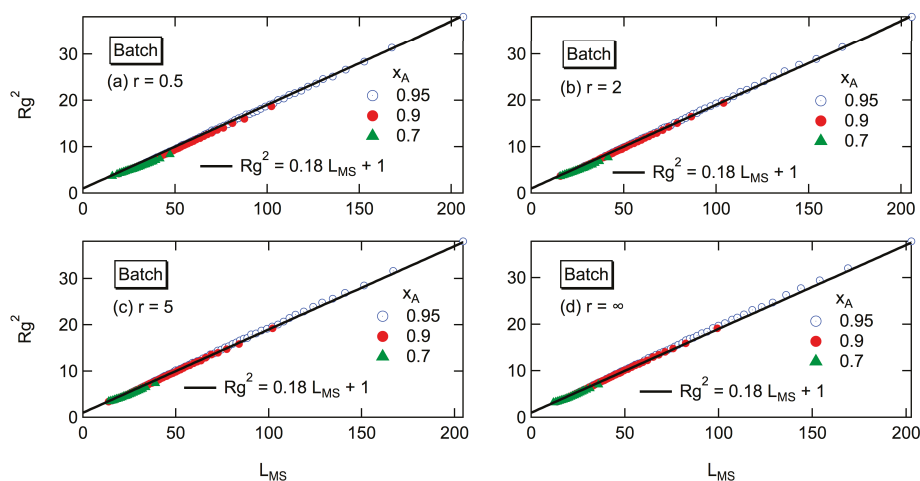 Batch
(a) r = 0.5
x_A
0.95
0.9
0.7
Rg² = 0.18 L_MS + 1
Rg²
0
10
20
30
0
50
100
150
200
Batch
(b) r = 2
x_A
0.95
0.9
0.7
Rg² = 0.18 L_MS + 1
0
10
20
30
0
50
100
150
200
Batch
(c) r = 5
x_A
0.95
0.9
0.7
Rg² = 0.18 L_MS + 1
Rg²
0
10
20
30
0
50
100
150
200
L_MS
Batch
(d) r = ∞
x_A
0.95
0.9
0.7
Rg² = 0.18 L_MS + 1
0
10
20
30
0
50
100
150
200
L_MS